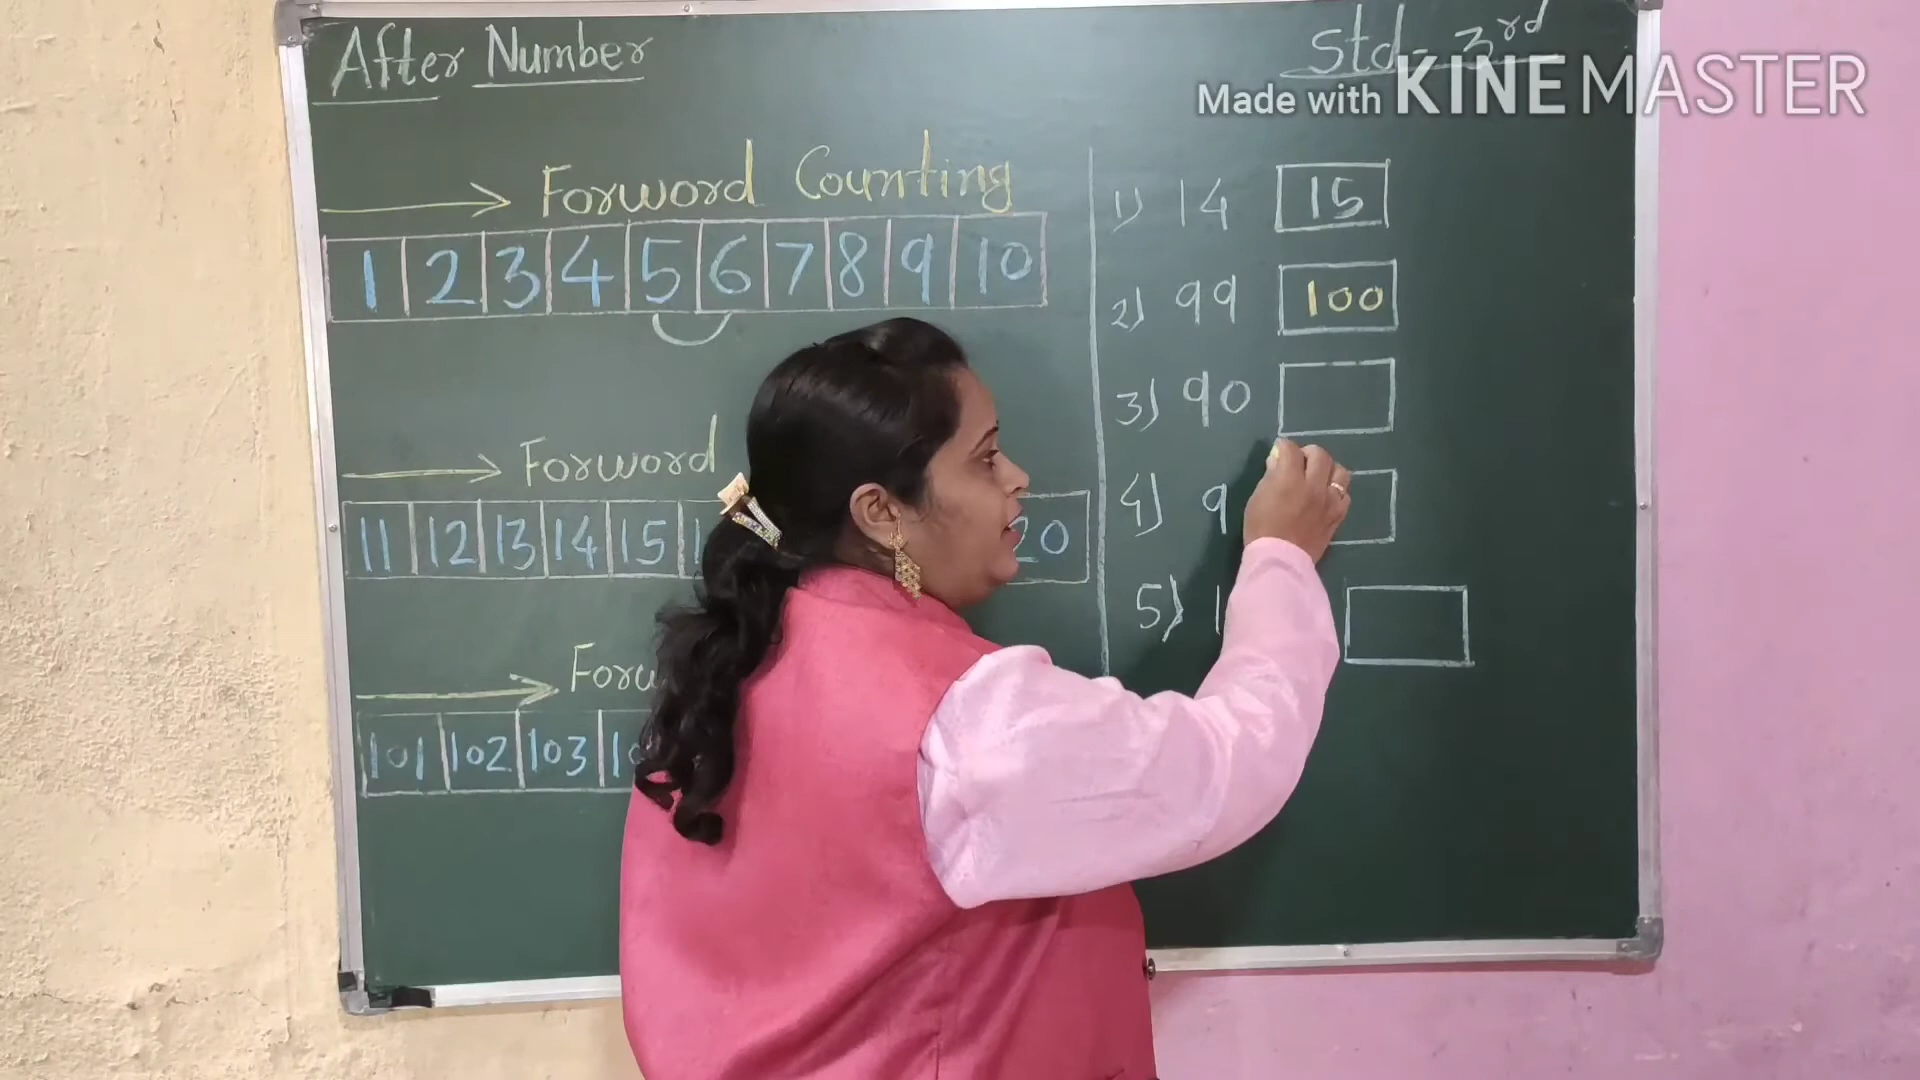 After Number
Std- 3rd
Made with KINEMASTER
Forword Counting
1 2 3 4 5 6 7 8 9 10
Forword
11 12 13 14 15 20
101 102 103
1) 14 15
2) 99 100
3) 90
4) 9
5) 1